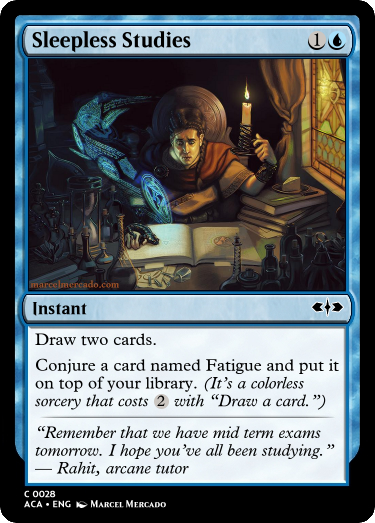 Sleepless Studies 1
marcelmercado.com
Instant
Draw two cards.
Conjure a card named Fatigue and put it
on top of your library. (It's a colorless
sorcery that costs 2 with "Draw a card.")
"Remember that we have mid term exams
tomorrow. I hope you've all been studying."
— Rahit, arcane tutor
C 0028
ACA • ENG Marcel Mercado